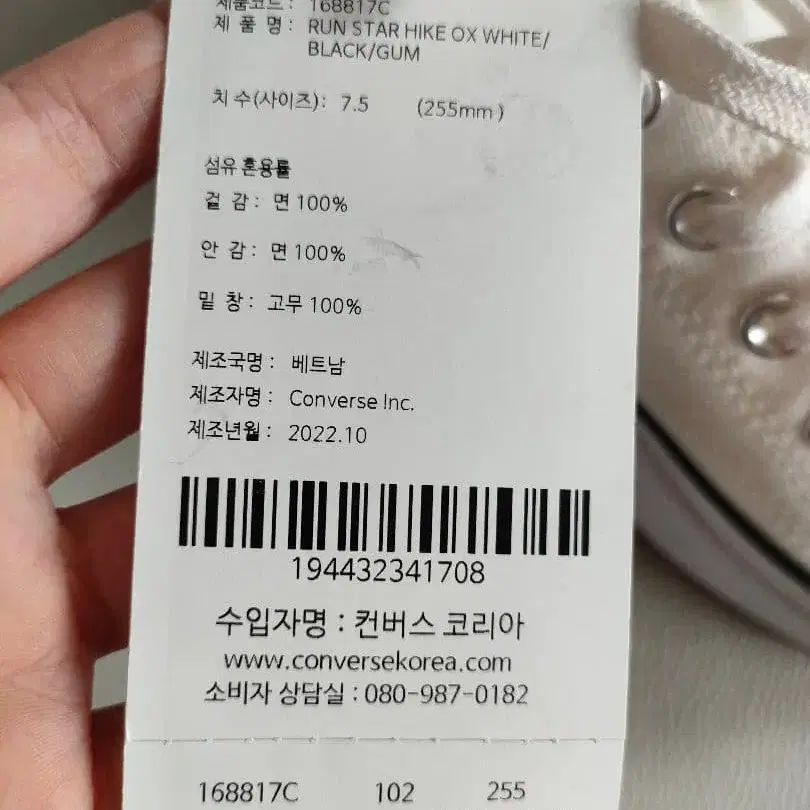 제품코드 : 168817C
제 품 명 : RUN STAR HIKE OX WHITE/
BLACK/GUM
치 수(사이즈) : 7.5 (255mm)
섬유 혼용률
겉 감 : 면 100%
안 감 : 면 100%
밑 창 : 고무 100%
제조국명 : 베트남
제조자명 : Converse Inc.
제조년월 : 2022.10
194432341708
수입자명 : 컨버스 코리아
www.conversekorea.com
소비자 상담실 : 080-987-0182
168817C 102 255